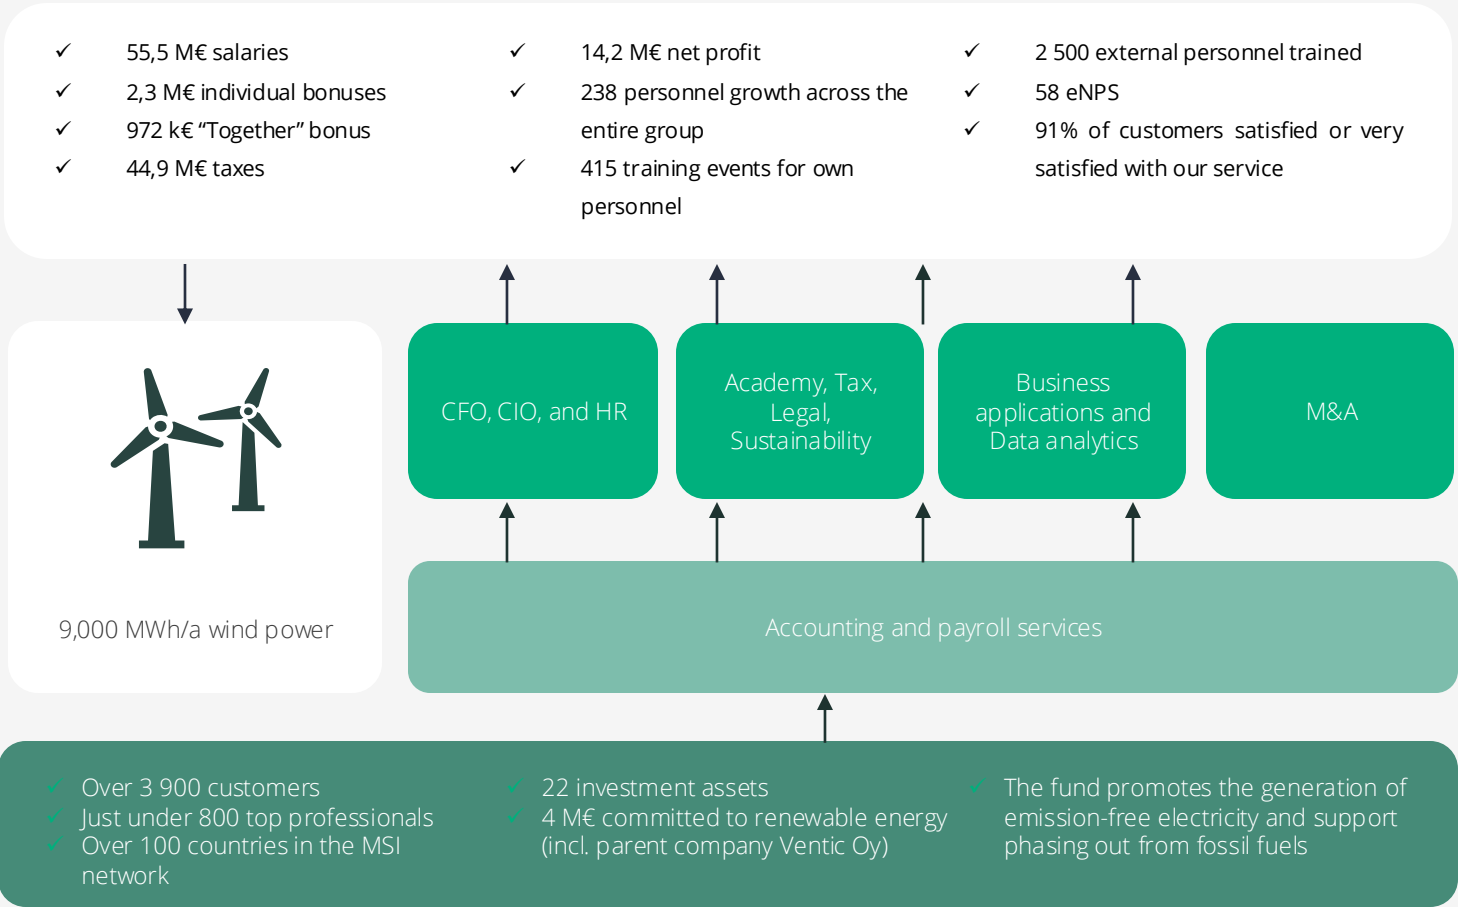 ✓ 55,5 M€ salaries
✓ 2,3 M€ individual bonuses
✓ 972 k€ “Together” bonus
✓ 44,9 M€ taxes
✓ 14,2 M€ net profit
✓ 238 personnel growth across the
entire group
✓ 415 training events for own
personnel
✓ 2 500 external personnel trained
✓ 58 eNPS
✓ 91% of customers satisfied or very
satisfied with our service
9,000 MWh/a wind power
CFO, CIO, and HR
Academy, Tax,
Legal,
Sustainability
Business
applications and
Data analytics
M&A
Accounting and payroll services
✓ Over 3 900 customers
✓ Just under 800 top professionals
✓ Over 100 countries in the MSI
network
✓ 22 investment assets
✓ 4 M€ committed to renewable energy
(incl. parent company Ventic Oy)
✓ The fund promotes the generation of
emission-free electricity and support
phasing out from fossil fuels